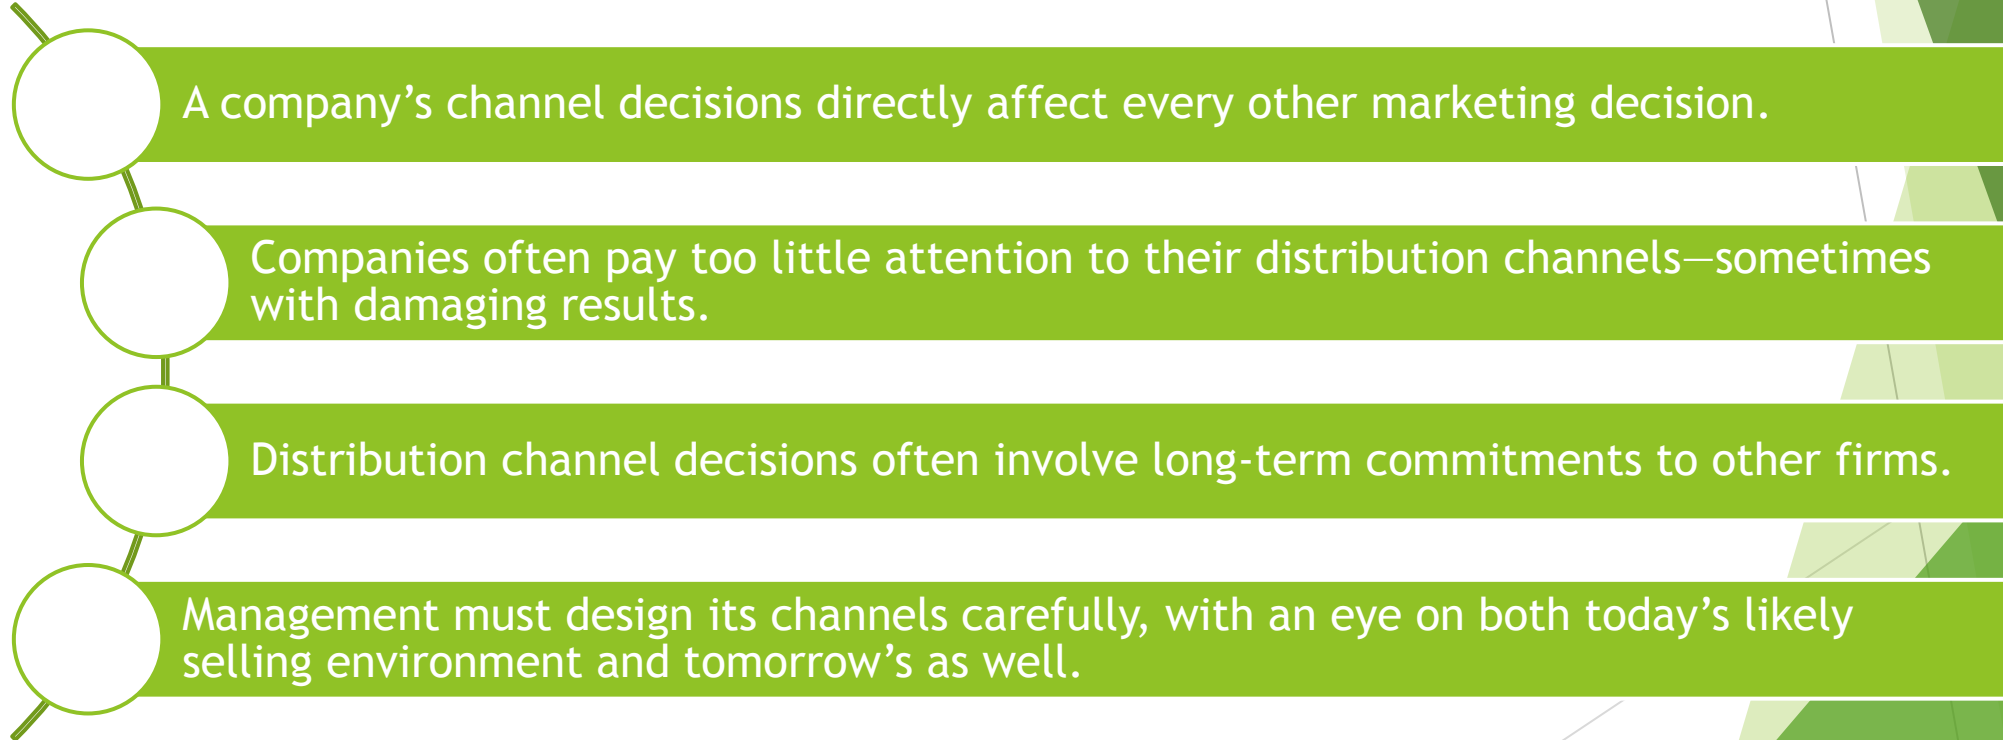 A company’s channel decisions directly affect every other marketing decision.
Companies often pay too little attention to their distribution channels—sometimes
with damaging results.
Distribution channel decisions often involve long-term commitments to other firms.
Management must design its channels carefully, with an eye on both today’s likely
selling environment and tomorrow’s as well.